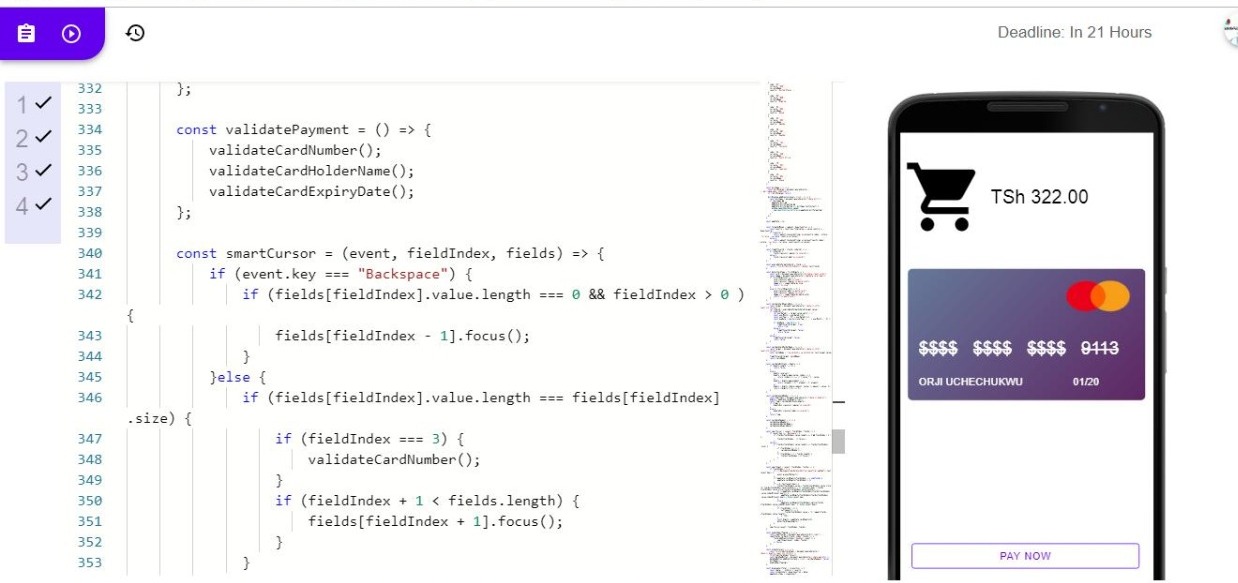 Deadline: In 21 Hours
1
2
3
4
332 };
333
334 const validatePayment = () => {
335 validateCardNumber();
336 validateCardHolderName();
337 validateCardExpiryDate();
338 };
339
340 const smartCursor = (event, fieldIndex, fields) => {
341 if (event.key === "Backspace") {
342 if (fields[fieldIndex].value.length === 0 && fieldIndex > 0 )
{
343 fields[fieldIndex - 1].focus();
344 }
345 }else {
346 if (fields[fieldIndex].value.length === fields[fieldIndex]
.size) {
347 if (fieldIndex === 3) {
348 validateCardNumber();
349 }
350 if (fieldIndex + 1 < fields.length) {
351 fields[fieldIndex + 1].focus();
352 }
353 }
TSh 322.00
$$$$ $$$$ $$$$ 9113
ORJI UCHECHUKWU 01/20
PAY NOW